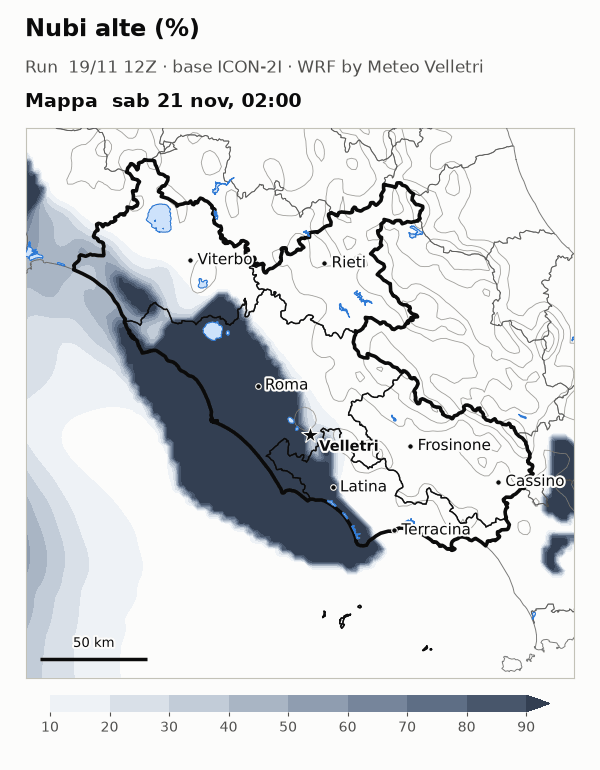 Nubi alte (%)
Run 19/11 12Z · base ICON-2I · WRF by Meteo Velletri
Mappa sab 21 nov, 02:00
Viterbo
Rieti
Roma
Velletri
Frosinone
Latina
Cassino
Terracina
50 km
10 20 30 40 50 60 70 80 90